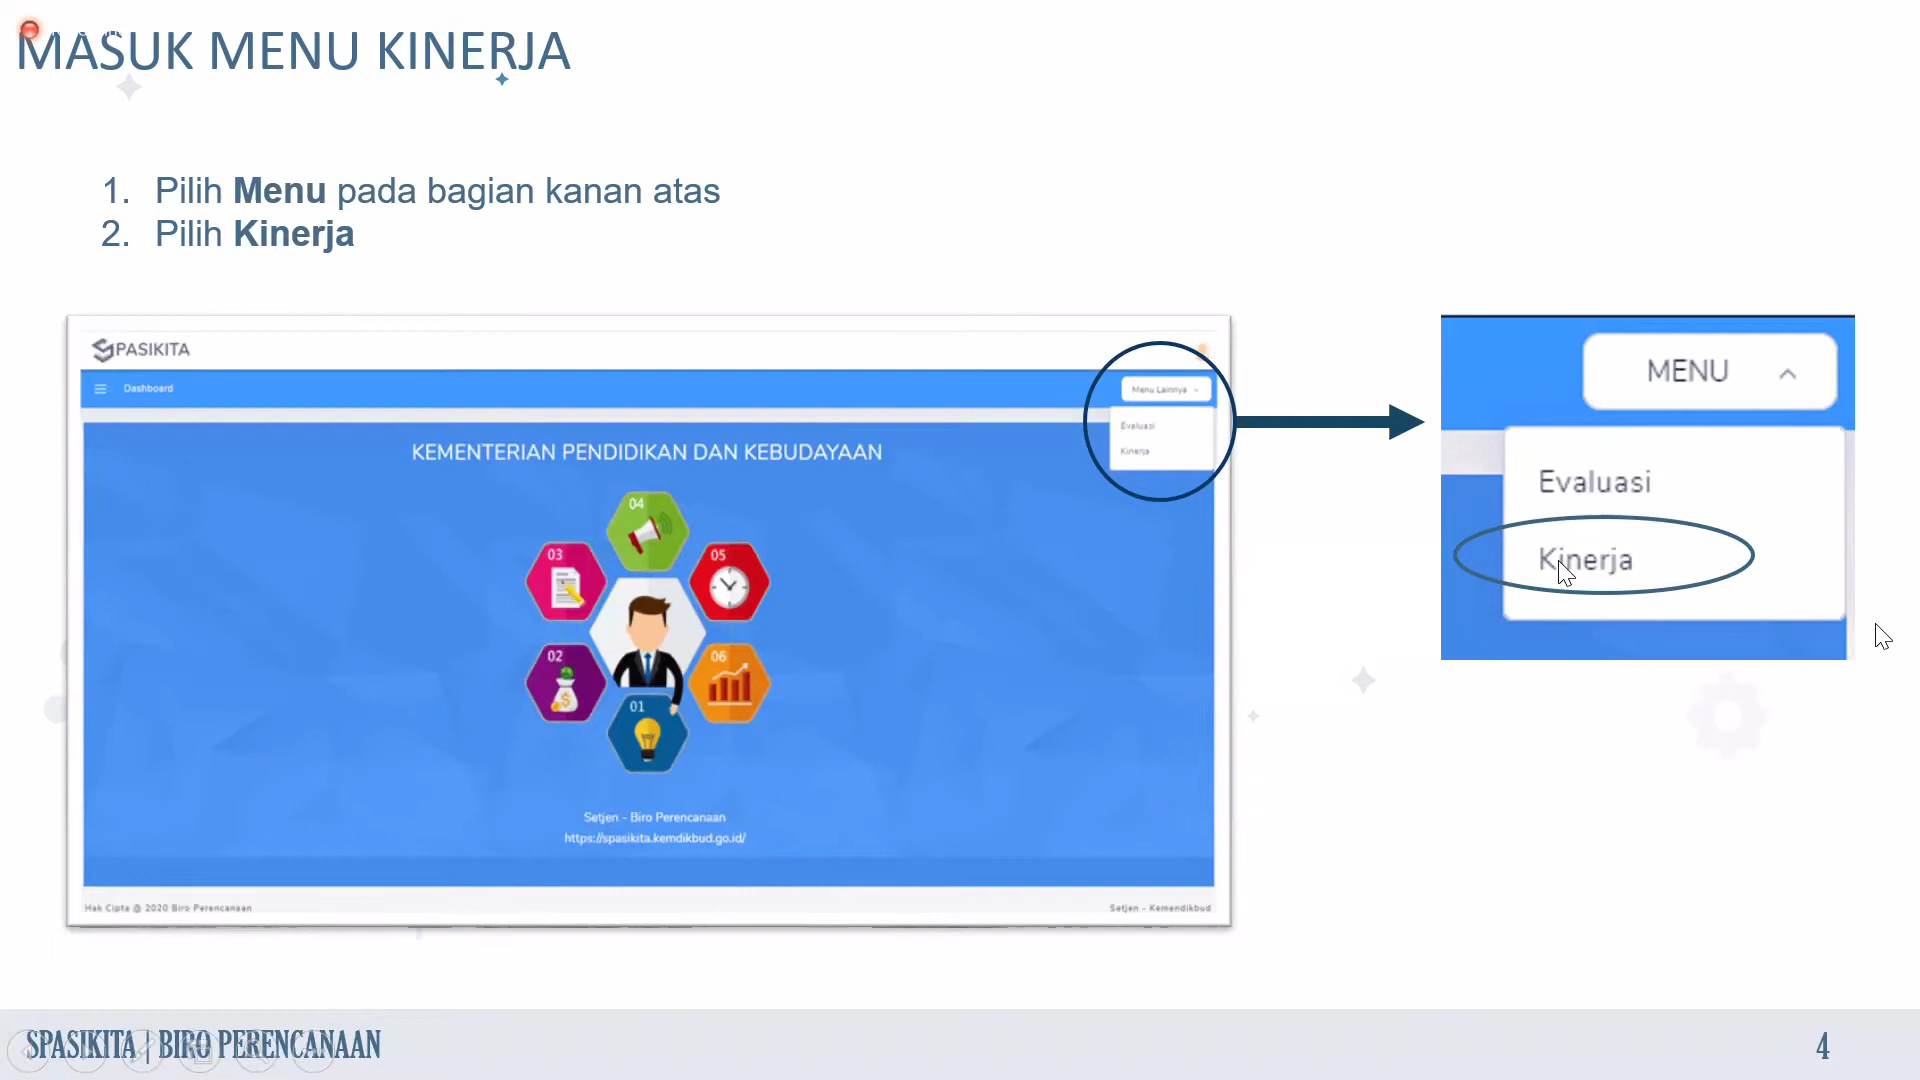 MASUK MENU KINERJA
1. Pilih Menu pada bagian kanan atas
2. Pilih Kinerja
SPASIKITA
Dashboard
Menu Lainnya
Evaluasi
Kinerja
KEMENTERIAN PENDIDIKAN DAN KEBUDAYAAN
04
03
05
02
06
01
Setjen - Biro Perencanaan
https://spasikita.kemdikbud.go.id/
Hak Cipta @ 2020 Biro Perencanaan
Setjen - Kemendikbud
MENU
Evaluasi
Kinerja
SPASIKITA | BIRO PERENCANAAN
4